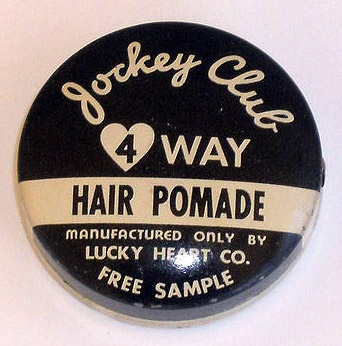 Jockey Club
4 WAY
HAIR POMADE
MANUFACTURED ONLY BY
LUCKY HEART CO.
FREE SAMPLE